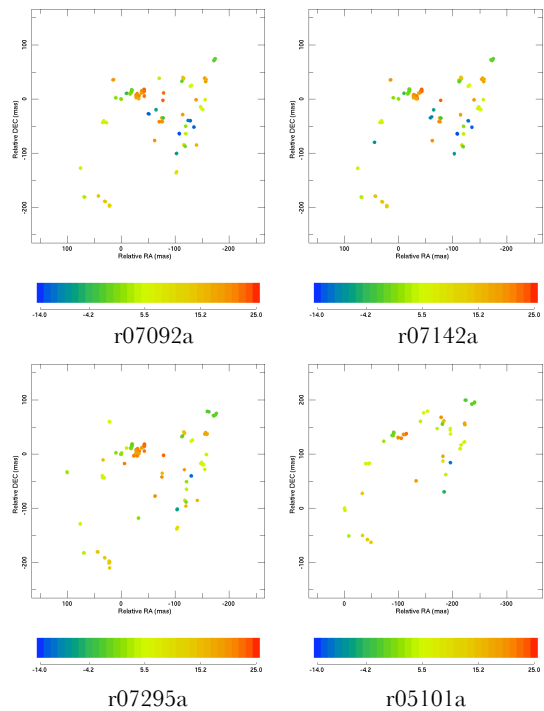 100
0
-100
-200
Relative DEC (mas)
100 0 -100 -200
Relative RA (mas)
-14.0 -4.2 5.5 15.2 25.0
r07092a
100
0
-100
-200
Relative DEC (mas)
100 0 -100 -200
Relative RA (mas)
-14.0 -4.2 5.5 15.2 25.0
r07142a
100
0
-100
-200
Relative DEC (mas)
100 0 -100 -200
Relative RA (mas)
-14.0 -4.2 5.5 15.2 25.0
r07295a
200
100
0
-100
Relative DEC (mas)
0 -100 -200 -300
Relative RA (mas)
-14.0 -4.2 5.5 15.2 25.0
r05101a